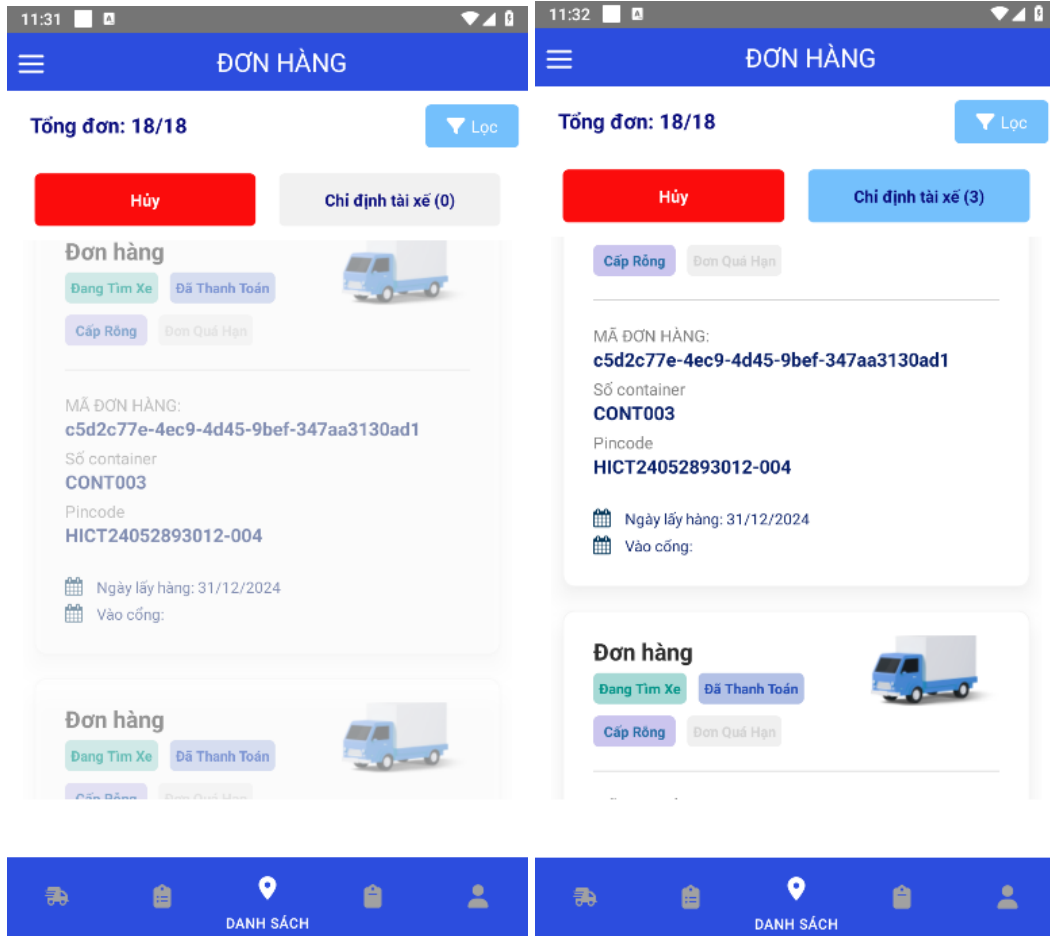 11:31
ĐƠN HÀNG
Tổng đơn: 18/18
Lọc
Hủy
Chỉ định tài xế (0)
Đơn hàng
Đang Tìm Xe
Đã Thanh Toán
Cấp Rỗng
Đơn Quá Hạn
MÃ ĐƠN HÀNG:
c5d2c77e-4ec9-4d45-9bef-347aa3130ad1
Số container
CONT003
Pincode
HICT24052893012-004
Ngày lấy hàng: 31/12/2024
Vào cổng:
Đơn hàng
Đang Tìm Xe
Đã Thanh Toán
Cấp Rỗng
Đơn Quá Hạn
DANH SÁCH
11:32
ĐƠN HÀNG
Tổng đơn: 18/18
Lọc
Hủy
Chỉ định tài xế (3)
Cấp Rỗng
Đơn Quá Hạn
MÃ ĐƠN HÀNG:
c5d2c77e-4ec9-4d45-9bef-347aa3130ad1
Số container
CONT003
Pincode
HICT24052893012-004
Ngày lấy hàng: 31/12/2024
Vào cổng:
Đơn hàng
Đang Tìm Xe
Đã Thanh Toán
Cấp Rỗng
Đơn Quá Hạn
DANH SÁCH